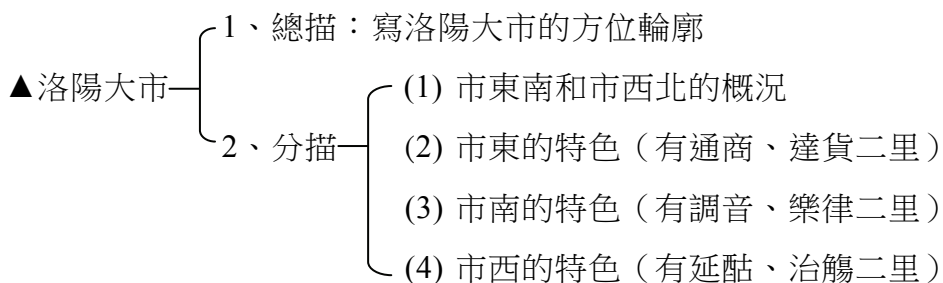 1、總描：寫洛陽大市的方位輪廓
▲洛陽大市
(1) 市東南和市西北的概況
2、分描
(2) 市東的特色（有通商、達貨二里）
(3) 市南的特色（有調音、樂律二里）
(4) 市西的特色（有延酤、治觴二里）